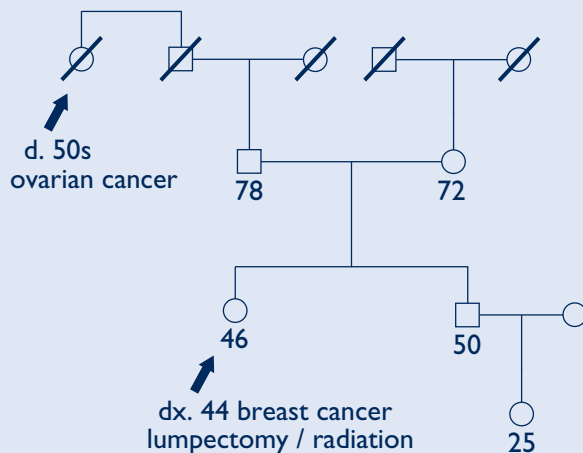 d. 50s
ovarian cancer
78
72
46
50
dx. 44 breast cancer
lumpectomy / radiation
25